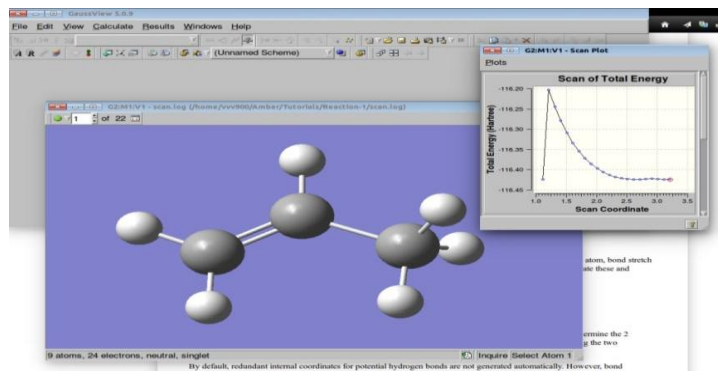 GaussView 5.0.9
File Edit View Calculate Results Windows Help
(Unnamed Scheme)
G2:M1:V1 - Scan Plot
Plots
Scan of Total Energy
Total Energy (Hartree)
-116.20
-116.25
-116.30
-116.35
-116.40
-116.45
1.0 1.5 2.0 2.5 3.0 3.5
Scan Coordinate
G2:M1:V1 - scan.log (/home/vsv900/Amber/Tutorials/Reaction-1/scan.log)
1 of 22
atom, bond stretch
ate these and
ermine the 2
g the two
9 atoms, 24 electrons, neutral, singlet
Inquire Select Atom 1
By default, redundant internal coordinates for potential hydrogen bonds are not generated automatically. However, bond